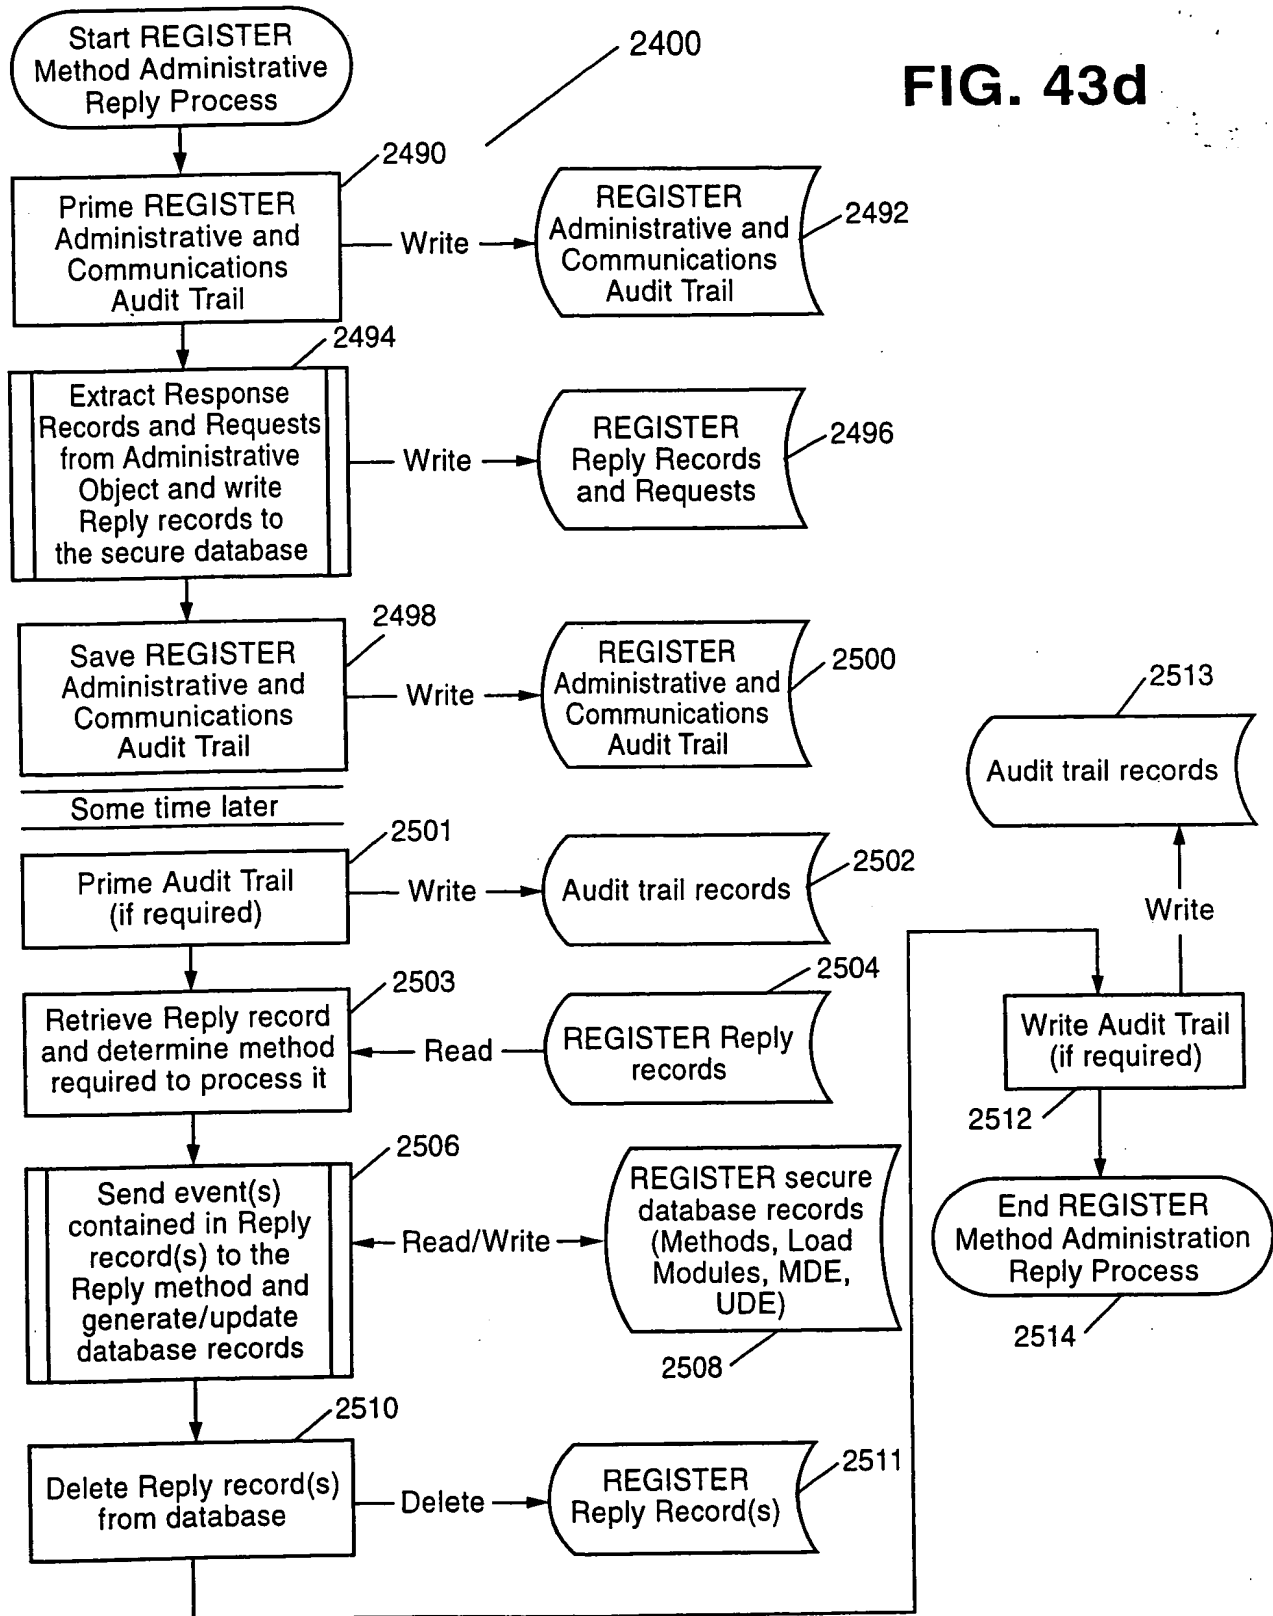 Start REGISTER
Method Administrative
Reply Process
2400
FIG. 43d
2490
Prime REGISTER
Administrative and
Communications
Audit Trail
Write
REGISTER
Administrative and
Communications
Audit Trail
2492
2494
Extract Response
Records and Requests
from Administrative
Object and write
Reply records to
the secure database
Write
REGISTER
Reply Records
and Requests
2496
2498
Save REGISTER
Administrative and
Communications
Audit Trail
Write
REGISTER
Administrative and
Communications
Audit Trail
2500
Some time later
2501
Prime Audit Trail
(if required)
Write
Audit trail records
2502
2503
Retrieve Reply record
and determine method
required to process it
Read
REGISTER Reply
records
2504
2506
Send event(s)
contained in Reply
record(s) to the
Reply method and
generate/update
database records
Read/Write
REGISTER secure
database records
(Methods, Load
Modules, MDE,
UDE)
2508
2510
Delete Reply record(s)
from database
Delete
REGISTER
Reply Record(s)
2511
2513
Audit trail records
Write
Write Audit Trail
(if required)
2512
End REGISTER
Method Administration
Reply Process
2514